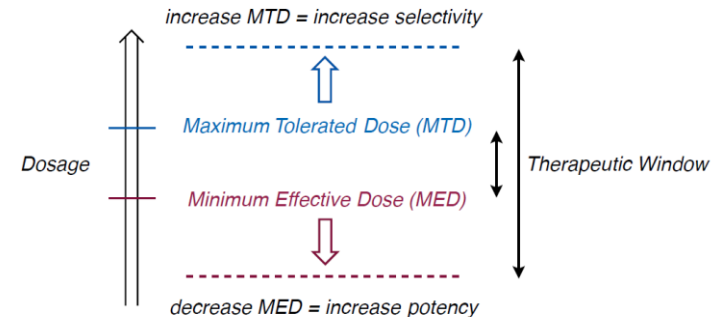 increase MTD = increase selectivity
Maximum Tolerated Dose (MTD)
Dosage
Therapeutic Window
Minimum Effective Dose (MED)
decrease MED = increase potency